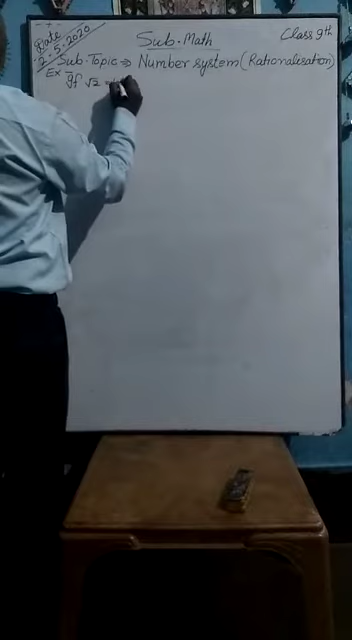 Date
2.5.2020
Sub. Math
Class 9th
Sub. Topic ⇒ Number system (Rationalisation)
Ex
If √2 =